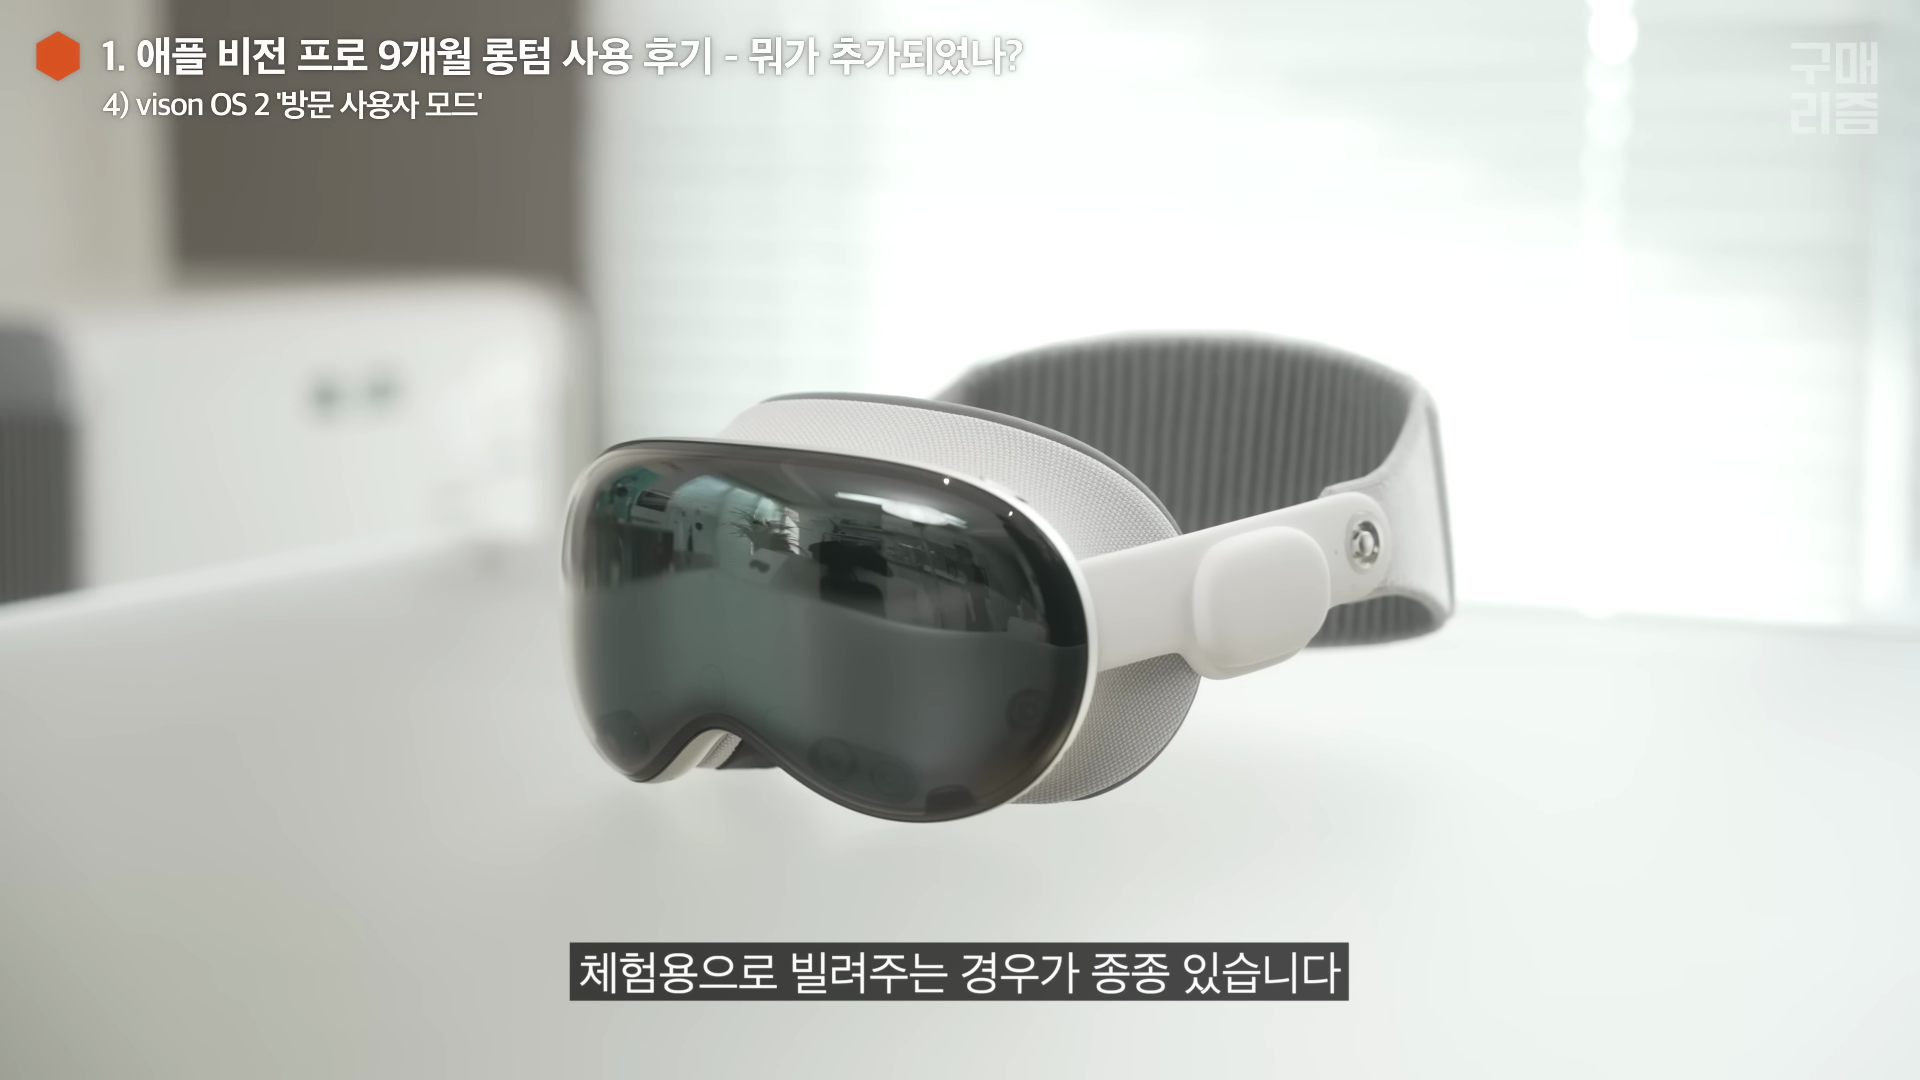 1. 애플 비전 프로 9개월 롱텀 사용 후기 - 뭐가 추가되었나?
4) vison OS 2 '방문 사용자 모드'
구매
리즘
체험용으로 빌려주는 경우가 종종 있습니다